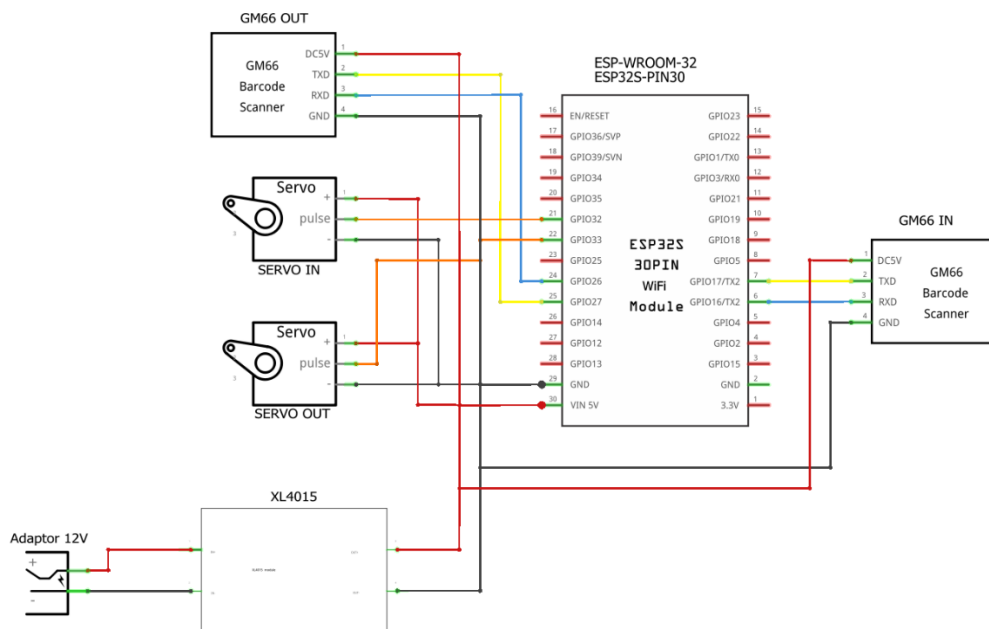 GM66 OUT
GM66
Barcode
Scanner
DC5V
TXD
RXD
GND
1
2
3
4
Servo
+
pulse
-
1
3
SERVO IN
Servo
+
pulse
-
1
3
SERVO OUT
ESP-WROOM-32
ESP32S-PIN30
16 EN/RESET
17 GPIO36/SVP
18 GPIO39/SVN
19 GPIO34
20 GPIO35
21 GPIO32
22 GPIO33
23 GPIO25
24 GPIO26
25 GPIO27
26 GPIO14
27 GPIO12
28 GPIO13
29 GND
30 VIN 5V
ESP32S
30PIN
WiFi
Module
GPIO23 15
GPIO22 14
GPIO1/TX0 13
GPIO3/RX0 12
GPIO21 11
GPIO19 10
GPIO18 9
GPIO5 8
GPIO17/TX2 7
GPIO16/TX2 6
GPIO4 5
GPIO2 4
GPIO15 3
GND 2
3.3V 1
GM66 IN
1 DC5V
2 TXD
3 RXD
4 GND
GM66
Barcode
Scanner
XL4015
Adaptor 12V
+
-